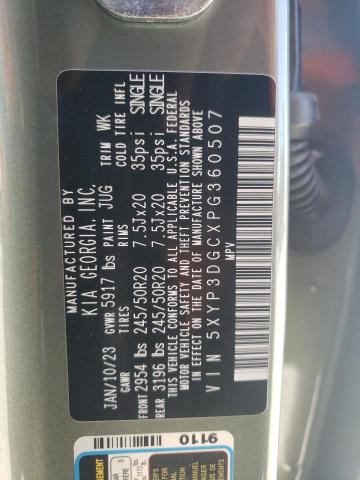 MANUFACTURED BY
KIA GEORGIA, INC.
JAN/10/23 GVWR 5917 lbs PAINT JUG TRIM WK
GAWR TIRES RIMS COLD TIRE INFL
FRONT 2954 lbs 245/50R20 7.5Jx20 35psi SINGLE
REAR 3196 lbs 245/50R20 7.5Jx20 35psi SINGLE
THIS VEHICLE CONFORMS TO ALL APPLICABLE U.S.A. FEDERAL
MOTOR VEHICLE SAFETY, BUMPER, AND THEFT PREVENTION
STANDARDS IN EFFECT ON THE DATE OF MANUFACTURE SHOWN ABOVE
VIN 5XYP3DGCXPG360507
MPV
9110